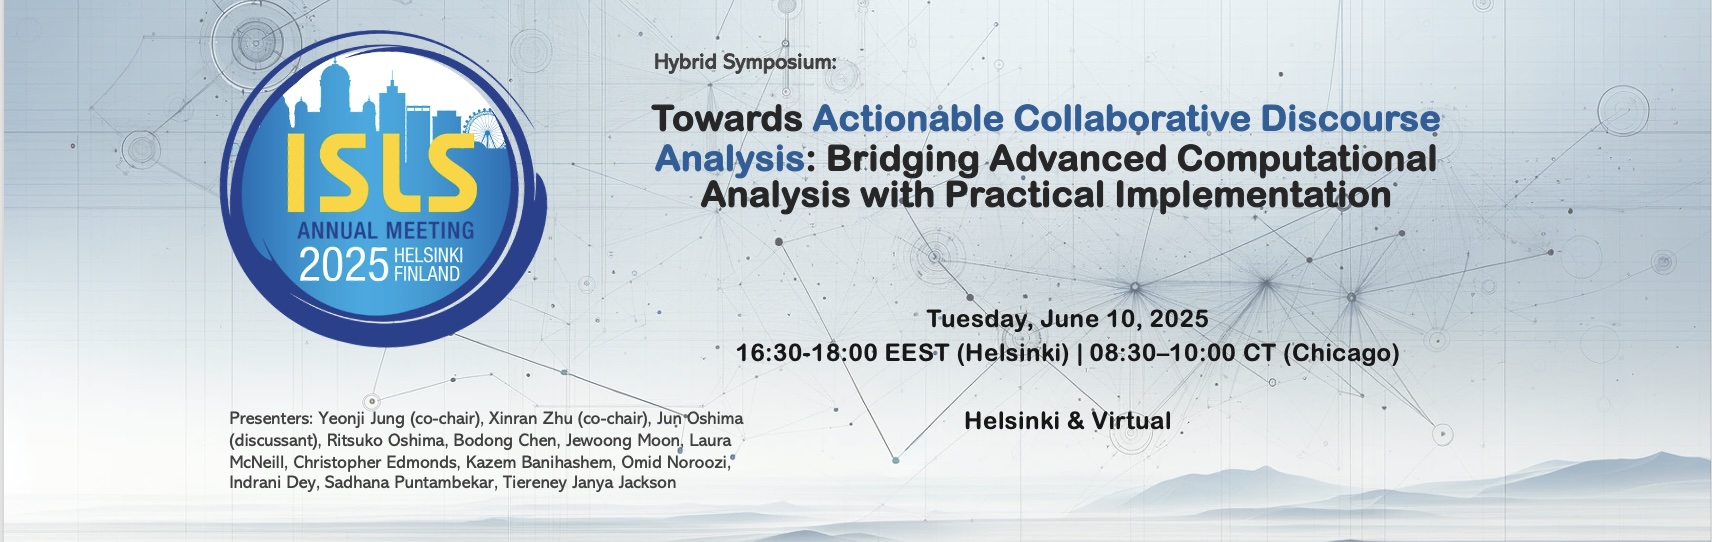 ISLS
ANNUAL MEETING
2025 HELSINKI
FINLAND
Hybrid Symposium:
Towards Actionable Collaborative Discourse
Analysis: Bridging Advanced Computational
Analysis with Practical Implementation
Tuesday, June 10, 2025
16:30-18:00 EEST (Helsinki) | 08:30–10:00 CT (Chicago)
Helsinki & Virtual
Presenters: Yeonji Jung (co-chair), Xinran Zhu (co-chair), Jun Oshima
(discussant), Ritsuko Oshima, Bodong Chen, Jewoong Moon, Laura
McNeill, Christopher Edmonds, Kazem Banihashem, Omid Noroozi,
Indrani Dey, Sadhana Puntambekar, Tiereney Janya Jackson